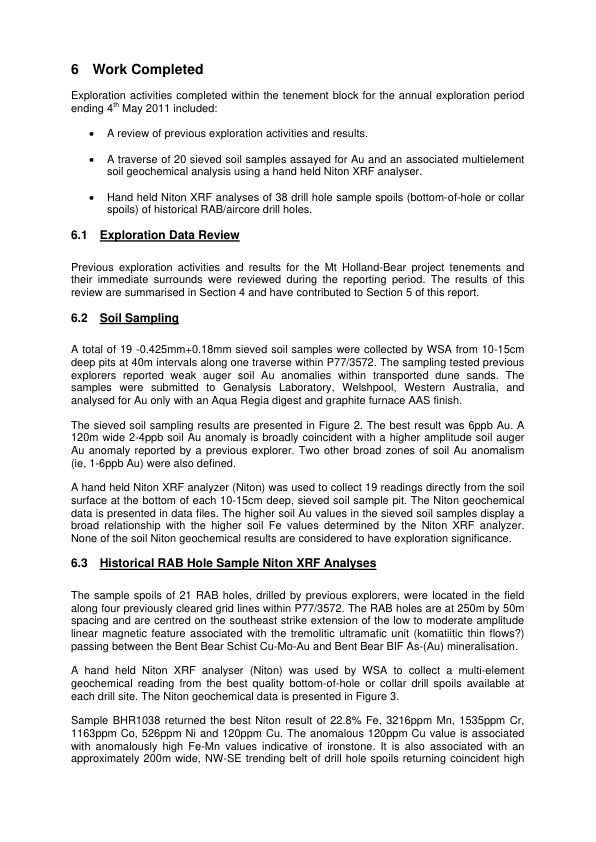 6 Work Completed
Exploration activities completed within the tenement block for the annual exploration period
ending 4th May 2011 included:
• A review of previous exploration activities and results.
• A traverse of 20 sieved soil samples assayed for Au and an associated multielement
soil geochemical analysis using a hand held Niton XRF analyser.
• Hand held Niton XRF analyses of 38 drill hole sample spoils (bottom-of-hole or collar
spoils) of historical RAB/aircore drill holes.
6.1 Exploration Data Review
Previous exploration activities and results for the Mt Holland-Bear project tenements and
their immediate surrounds were reviewed during the reporting period. The results of this
review are summarised in Section 4 and have contributed to Section 5 of this report.
6.2 Soil Sampling
A total of 19 -0.425mm+0.18mm sieved soil samples were collected by WSA from 10-15cm
deep pits at 40m intervals along one traverse within P77/3572. The sampling tested previous
explorers reported weak auger soil Au anomalies within transported dune sands. The
samples were submitted to Genalysis Laboratory, Welshpool, Western Australia, and
analysed for Au only with an Aqua Regia digest and graphite furnace AAS finish.
The sieved soil sampling results are presented in Figure 2. The best result was 6ppb Au. A
120m wide 2-4ppb soil Au anomaly is broadly coincident with a higher amplitude soil auger
Au anomaly reported by a previous explorer. Two other broad zones of soil Au anomalism
(ie, 1-6ppb Au) were also defined.
A hand held Niton XRF analyzer (Niton) was used to collect 19 readings directly from the soil
surface at the bottom of each 10-15cm deep, sieved soil sample pit. The Niton geochemical
data is presented in data files. The higher soil Au values in the sieved soil samples display a
broad relationship with the higher soil Fe values determined by the Niton XRF analyzer.
None of the soil Niton geochemical results are considered to have exploration significance.
6.3 Historical RAB Hole Sample Niton XRF Analyses
The sample spoils of 21 RAB holes, drilled by previous explorers, were located in the field
along four previously cleared grid lines within P77/3572. The RAB holes are at 250m by 50m
spacing and are centred on the southeast strike extension of the low to moderate amplitude
linear magnetic feature associated with the tremolitic ultramafic unit (komatiitic thin flows?)
passing between the Bent Bear Schist Cu-Mo-Au and Bent Bear BIF As-(Au) mineralisation.
A hand held Niton XRF analyser (Niton) was used by WSA to collect a multi-element
geochemical reading from the best quality bottom-of-hole or collar drill spoils available at
each drill site. The Niton geochemical data is presented in Figure 3.
Sample BHR1038 returned the best Niton result of 22.8% Fe, 3216ppm Mn, 1535ppm Cr,
1163ppm Co, 526ppm Ni and 120ppm Cu. The anomalous 120ppm Cu value is associated
with anomalously high Fe-Mn values indicative of ironstone. It is also associated with an
approximately 200m wide, NW-SE trending belt of drill hole spoils returning coincident high